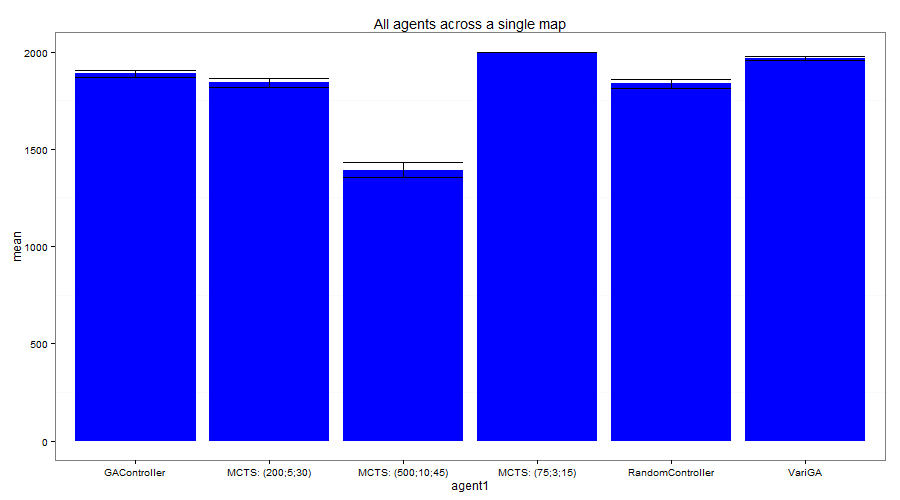 All agents across a single map
2000
1500
1000
500
0
mean
GAController MCTS: (200;5;30) MCTS: (500;10;45) MCTS: (75;3;15) RandomController VariGA
agent1